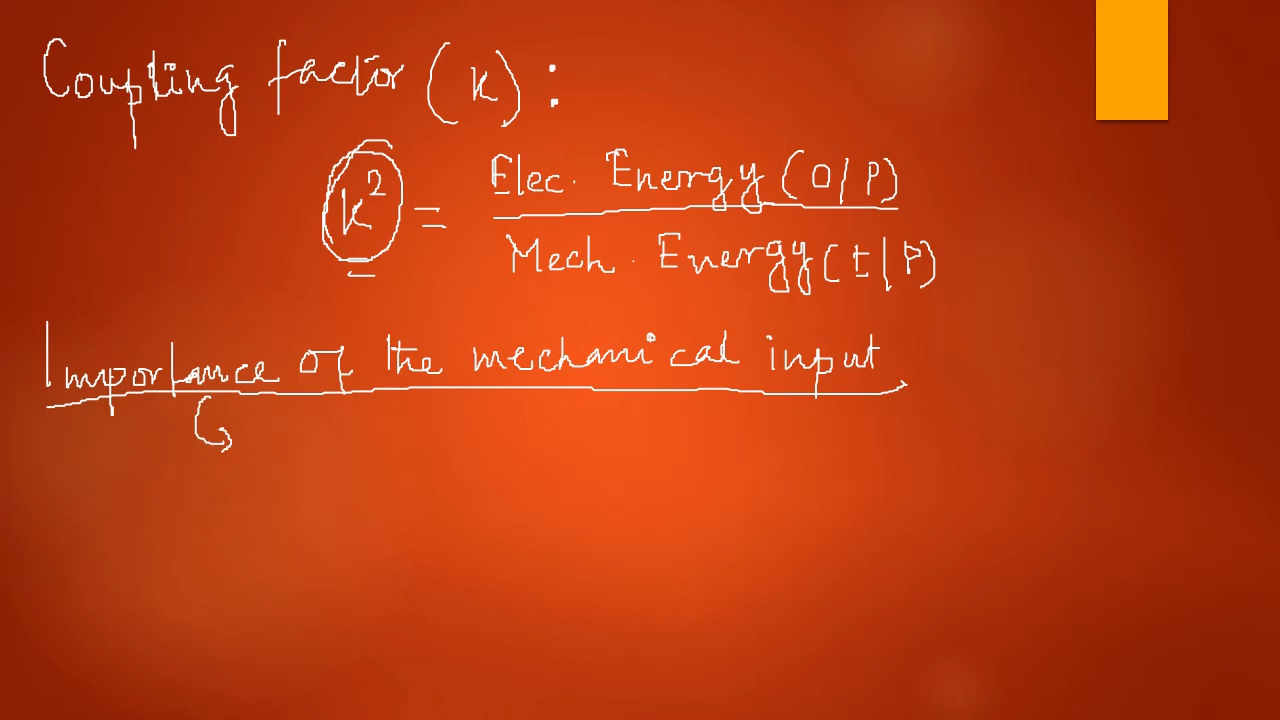 Coupling factor (k) :
k² = Elec. Energy (O/P)
Mech. Energy (I/P)
Importance of the mechanical input